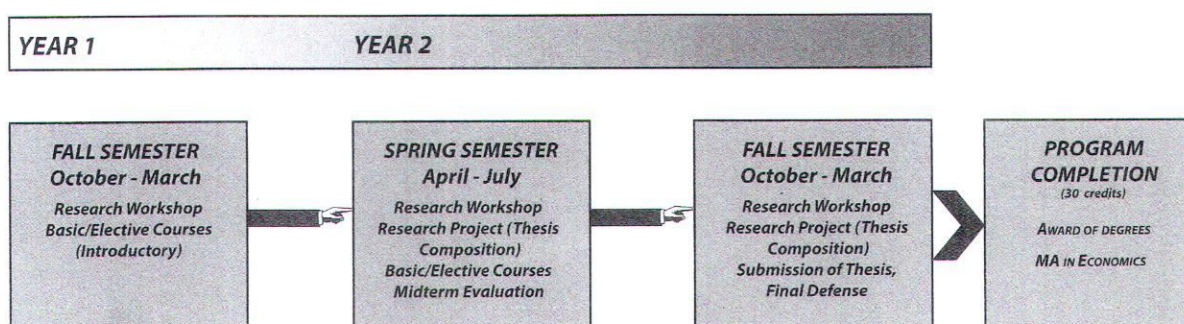 YEAR 1
YEAR 2
FALL SEMESTER
October - March
Research Workshop
Basic/Elective Courses
(Introductory)
SPRING SEMESTER
April - July
Research Workshop
Research Project (Thesis
Composition)
Basic/Elective Courses
Midterm Evaluation
FALL SEMESTER
October - March
Research Workshop
Research Project (Thesis
Composition)
Submission of Thesis,
Final Defense
PROGRAM
COMPLETION
(30 credits)
AWARD OF DEGREES
MA IN ECONOMICS